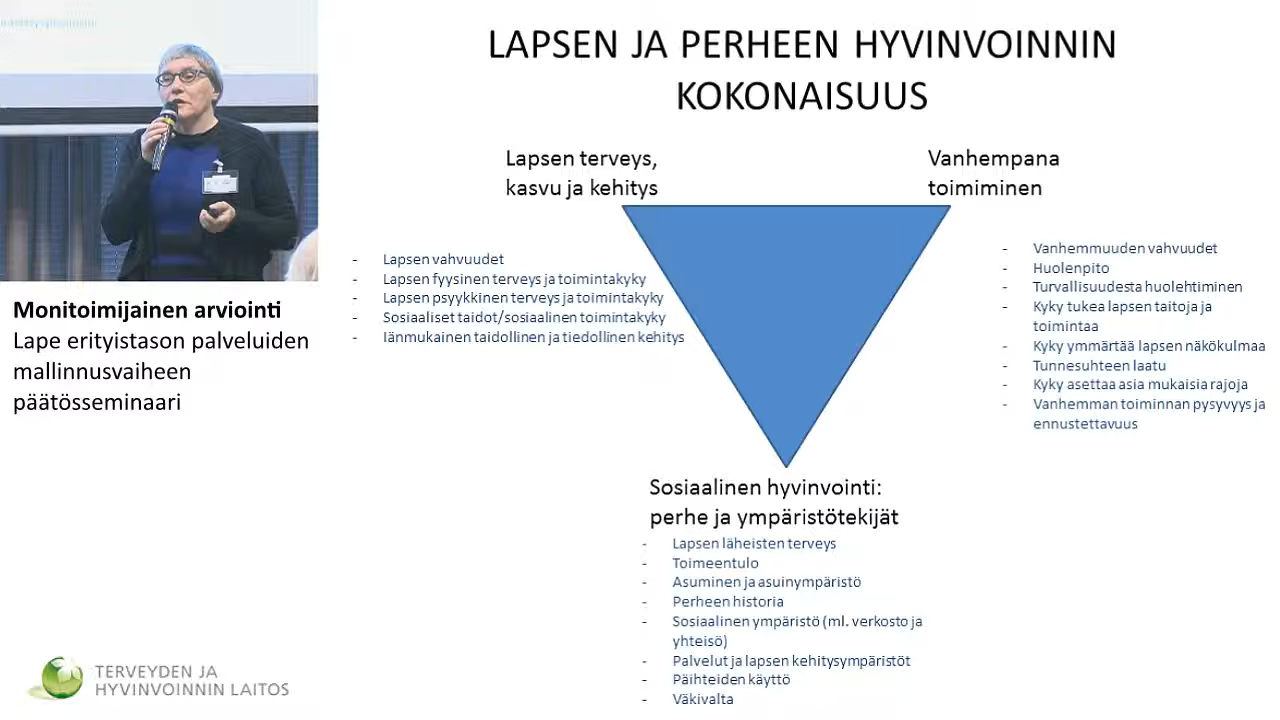 LAPSEN JA PERHEEN HYVINVOINNIN
KOKONAISUUS
Lapsen terveys,
kasvu ja kehitys
Vanhempana
toimiminen
- Lapsen vahvuudet
- Lapsen fyysinen terveys ja toimintakyky
- Lapsen psyykkinen terveys ja toimintakyky
- Sosiaaliset taidot/sosiaalinen toimintakyky
- Iänmukainen taidollinen ja tiedollinen kehitys
- Vanhemmuuden vahvuudet
- Huolenpito
- Turvallisuudesta huolehtiminen
- Kyky tukea lapsen taitoja ja
toimintaa
- Kyky ymmärtää lapsen näkökulmaa
- Tunnesuhteen laatu
- Kyky asettaa asia mukaisia rajoja
- Vanhemman toiminnan pysyvyys ja
ennustettavuus
Sosiaalinen hyvinvointi:
perhe ja ympäristötekijät
- Lapsen läheisten terveys
- Toimeentulo
- Asuminen ja asuinympäristö
- Perheen historia
- Sosiaalinen ympäristö (ml. verkosto ja
yhteisö)
- Palvelut ja lapsen kehitysympäristöt
- Päihteiden käyttö
- Väkivalta
Monitoimijainen arviointi
Lape erityistason palveluiden
mallinnusvaiheen
päätösseminaari
TERVEYDEN JA
HYVINVOINNIN LAITOS